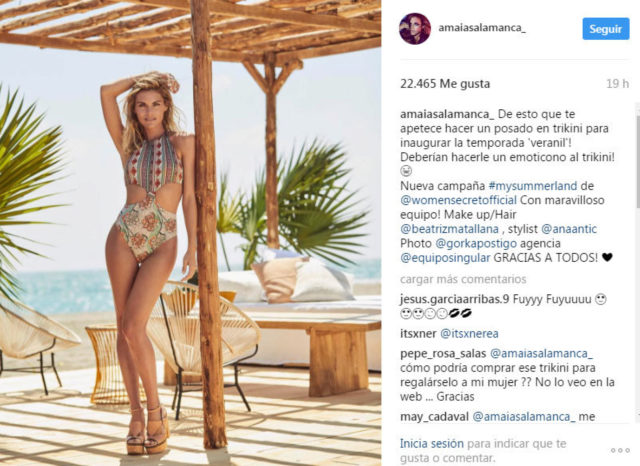 amaiasalamanca_
Seguir
22.465 Me gusta
19 h
amaiasalamanca_ De esto que te
apetece hacer un posado en trikini para
inaugurar la temporada 'veranil'!
Deberían hacerle un emoticono al trikini!
Nueva campaña #mysummerland de
@womensecretofficial Con maravilloso
equipo! Make up/Hair
@beatrizmatallana , stylist @anaantic
Photo @gorkapostigo agencia
@equiposingular GRACIAS A TODOS! 🖤
cargar más comentarios
jesus.garciaarribas.9 Fuyyy Fuyuuuu
itsxner @itsxnerea
pepe_rosa_salas @amaiasalamanca_
cómo podría comprar ese trikini para
regalárselo a mi mujer ?? No lo veo en la
web ... Gracias
may_cadaval @amaiasalamanca_ me
Inicia sesión para indicar que te
gusta o comentar.